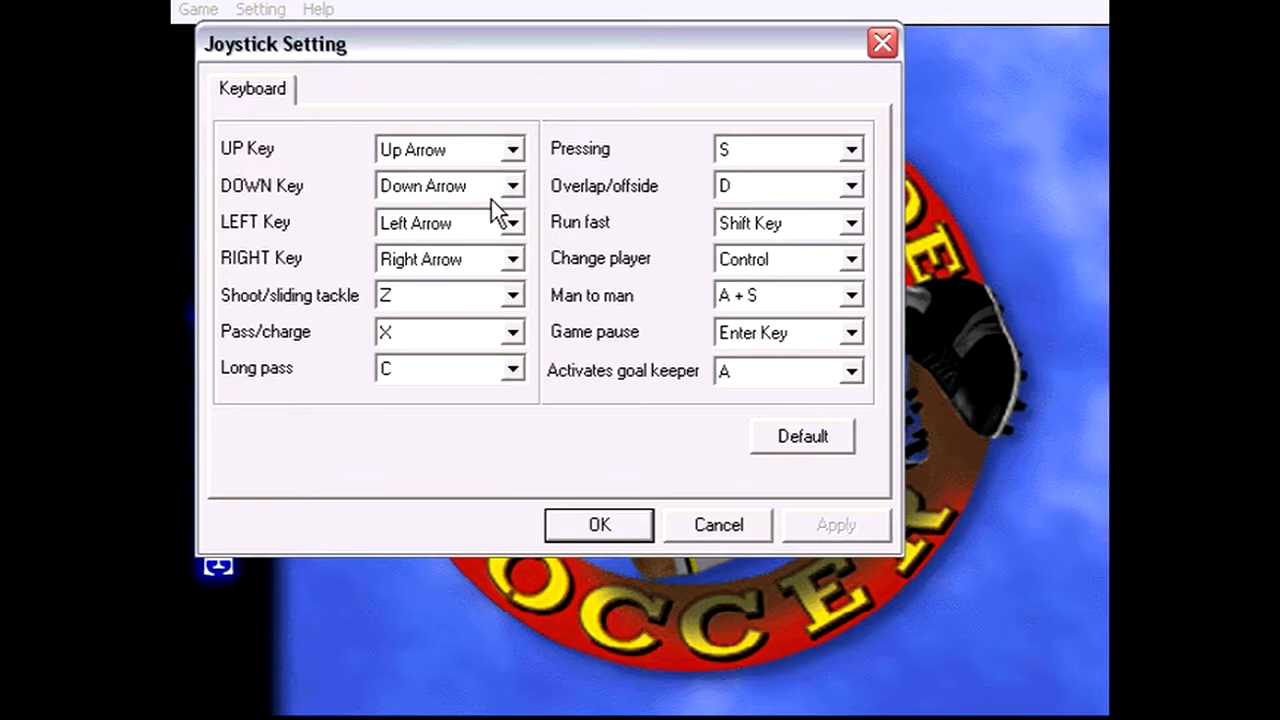 Game Setting Help
Joystick Setting
Keyboard
UP Key Up Arrow
DOWN Key Down Arrow
LEFT Key Left Arrow
RIGHT Key Right Arrow
Shoot/sliding tackle Z
Pass/charge X
Long pass C
Pressing S
Overlap/offside D
Run fast Shift Key
Change player Control
Man to man A + S
Game pause Enter Key
Activates goal keeper A
Default
OK Cancel Apply
OCCER